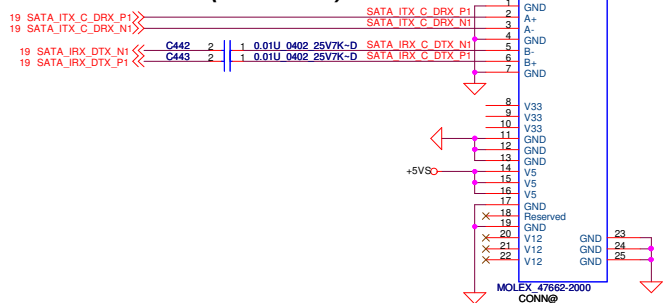 1 GND
19 SATA_ITX_C_DRX_P1 SATA_ITX_C_DRX_P1 2 A+
19 SATA_ITX_C_DRX_N1 SATA_ITX_C_DRX_N1 3 A-
4 GND
19 SATA_IRX_DTX_N1 C442 2 1 0.01U_0402_25V7K~D SATA_IRX_C_DTX_N1 5 B-
19 SATA_IRX_DTX_P1 C443 2 1 0.01U_0402_25V7K~D SATA_IRX_C_DTX_P1 6 B+
7 GND
8 V33
9 V33
10 V33
11 GND
12 GND
13 GND
+5VS 14 V5
15 V5
16 V5
17 GND
18 Reserved
19 GND
20 V12 GND 23
21 V12 GND 24
22 V12 GND 25
MOLEX_47662-2000
CONN@